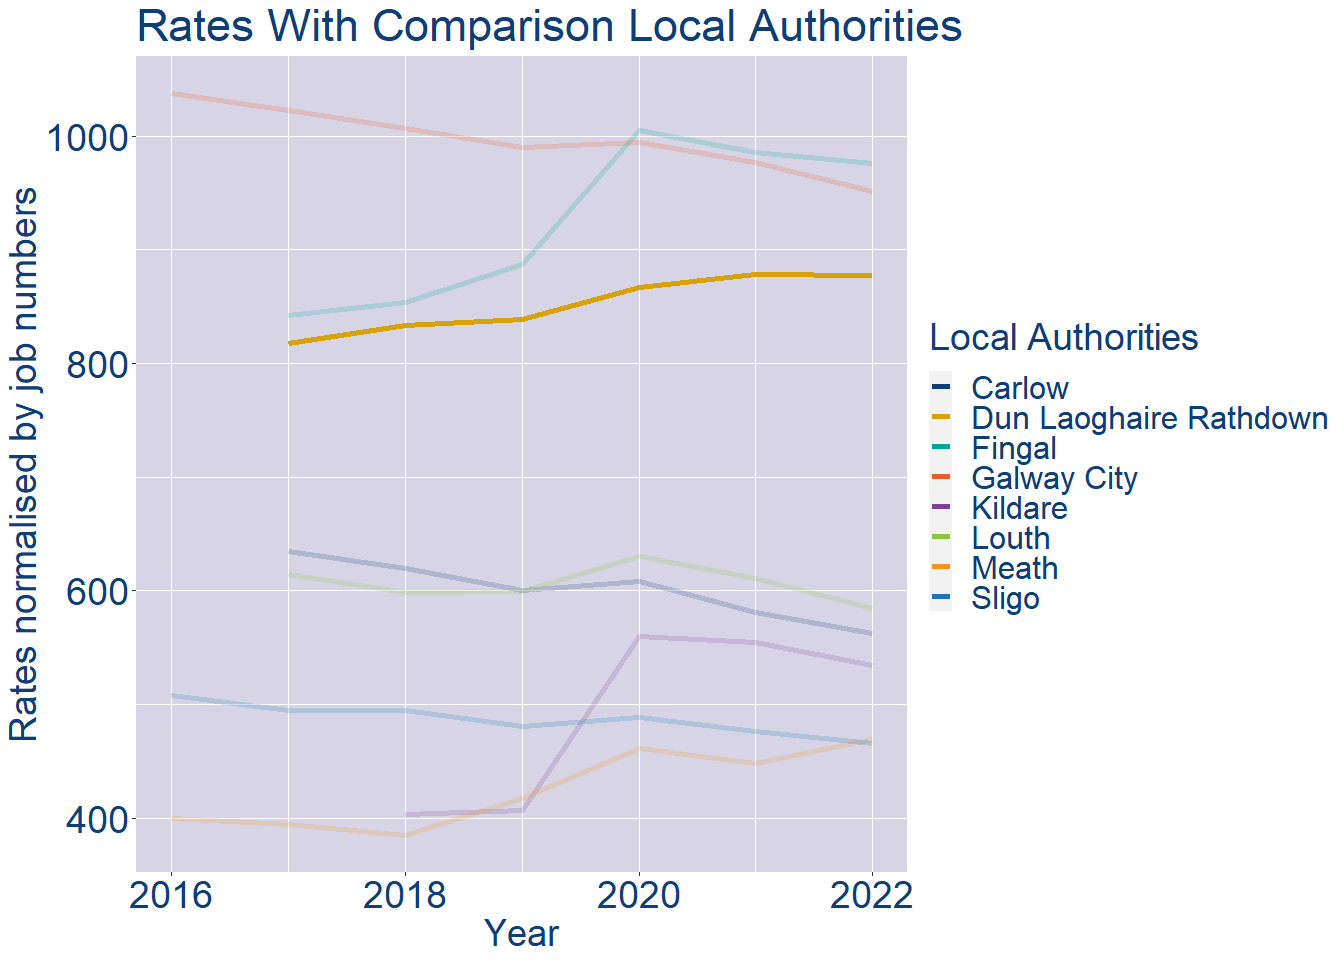 Rates With Comparison Local Authorities
Rates normalised by job numbers
1000
800
600
400
2016 2018 2020 2022
Year
Local Authorities
Carlow
Dun Laoghaire Rathdown
Fingal
Galway City
Kildare
Louth
Meath
Sligo